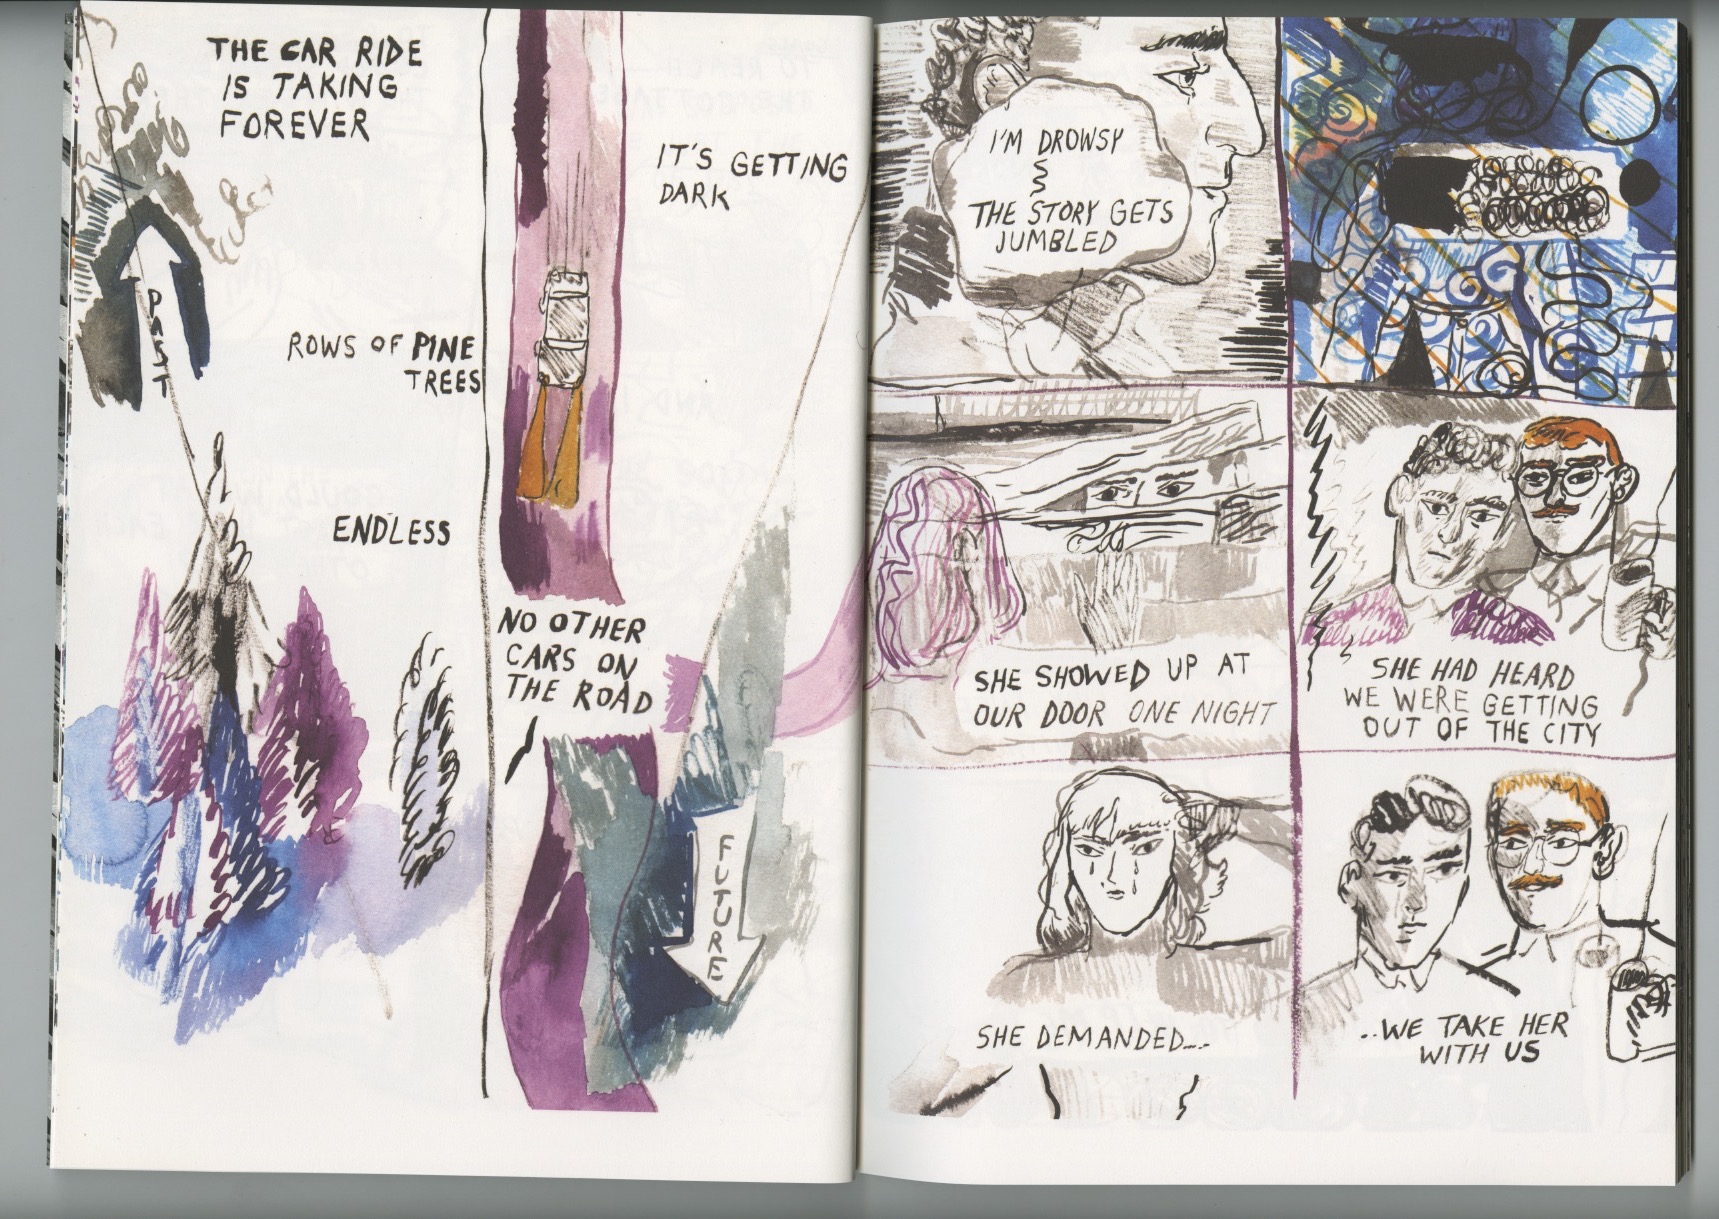 THE CAR RIDE
IS TAKING
FOREVER
PAST
ROWS OF PINE
TREES
ENDLESS
IT'S GETTING
DARK
NO OTHER
CARS ON
THE ROAD
FUTURE
I'M DROWSY
THE STORY GETS
JUMBLED
SHE SHOWED UP AT
OUR DOOR ONE NIGHT
SHE HAD HEARD
WE WERE GETTING
OUT OF THE CITY
SHE DEMANDED...
..WE TAKE HER
WITH US